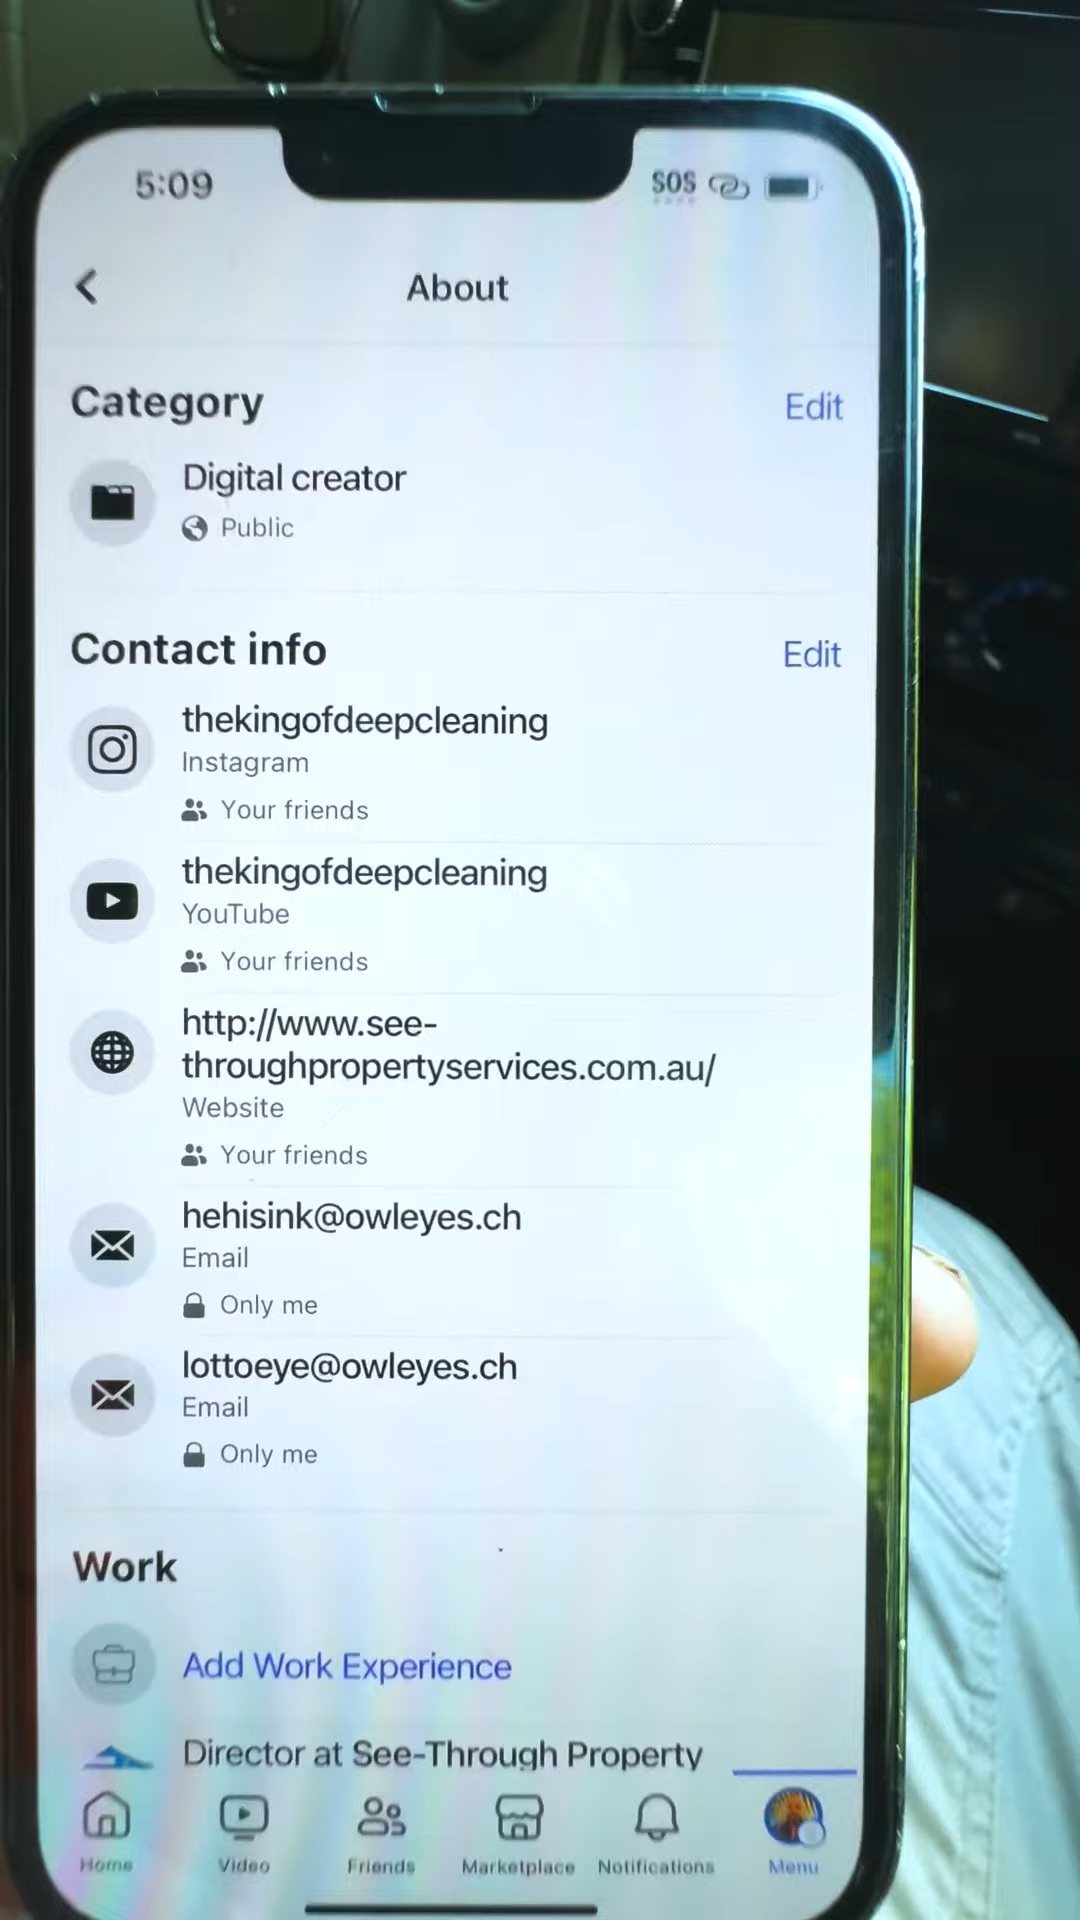 5:09
SOS
About
Category
Edit
Digital creator
Public
Contact info
Edit
thekingofdeepcleaning
Instagram
Your friends
thekingofdeepcleaning
YouTube
Your friends
http://www.see-
throughpropertyservices.com.au/
Website
Your friends
hehisink@owleyes.ch
Email
Only me
lottoeye@owleyes.ch
Email
Only me
Work
Add Work Experience
Director at See-Through Property
Home
Video
Friends
Marketplace
Notifications
Menu